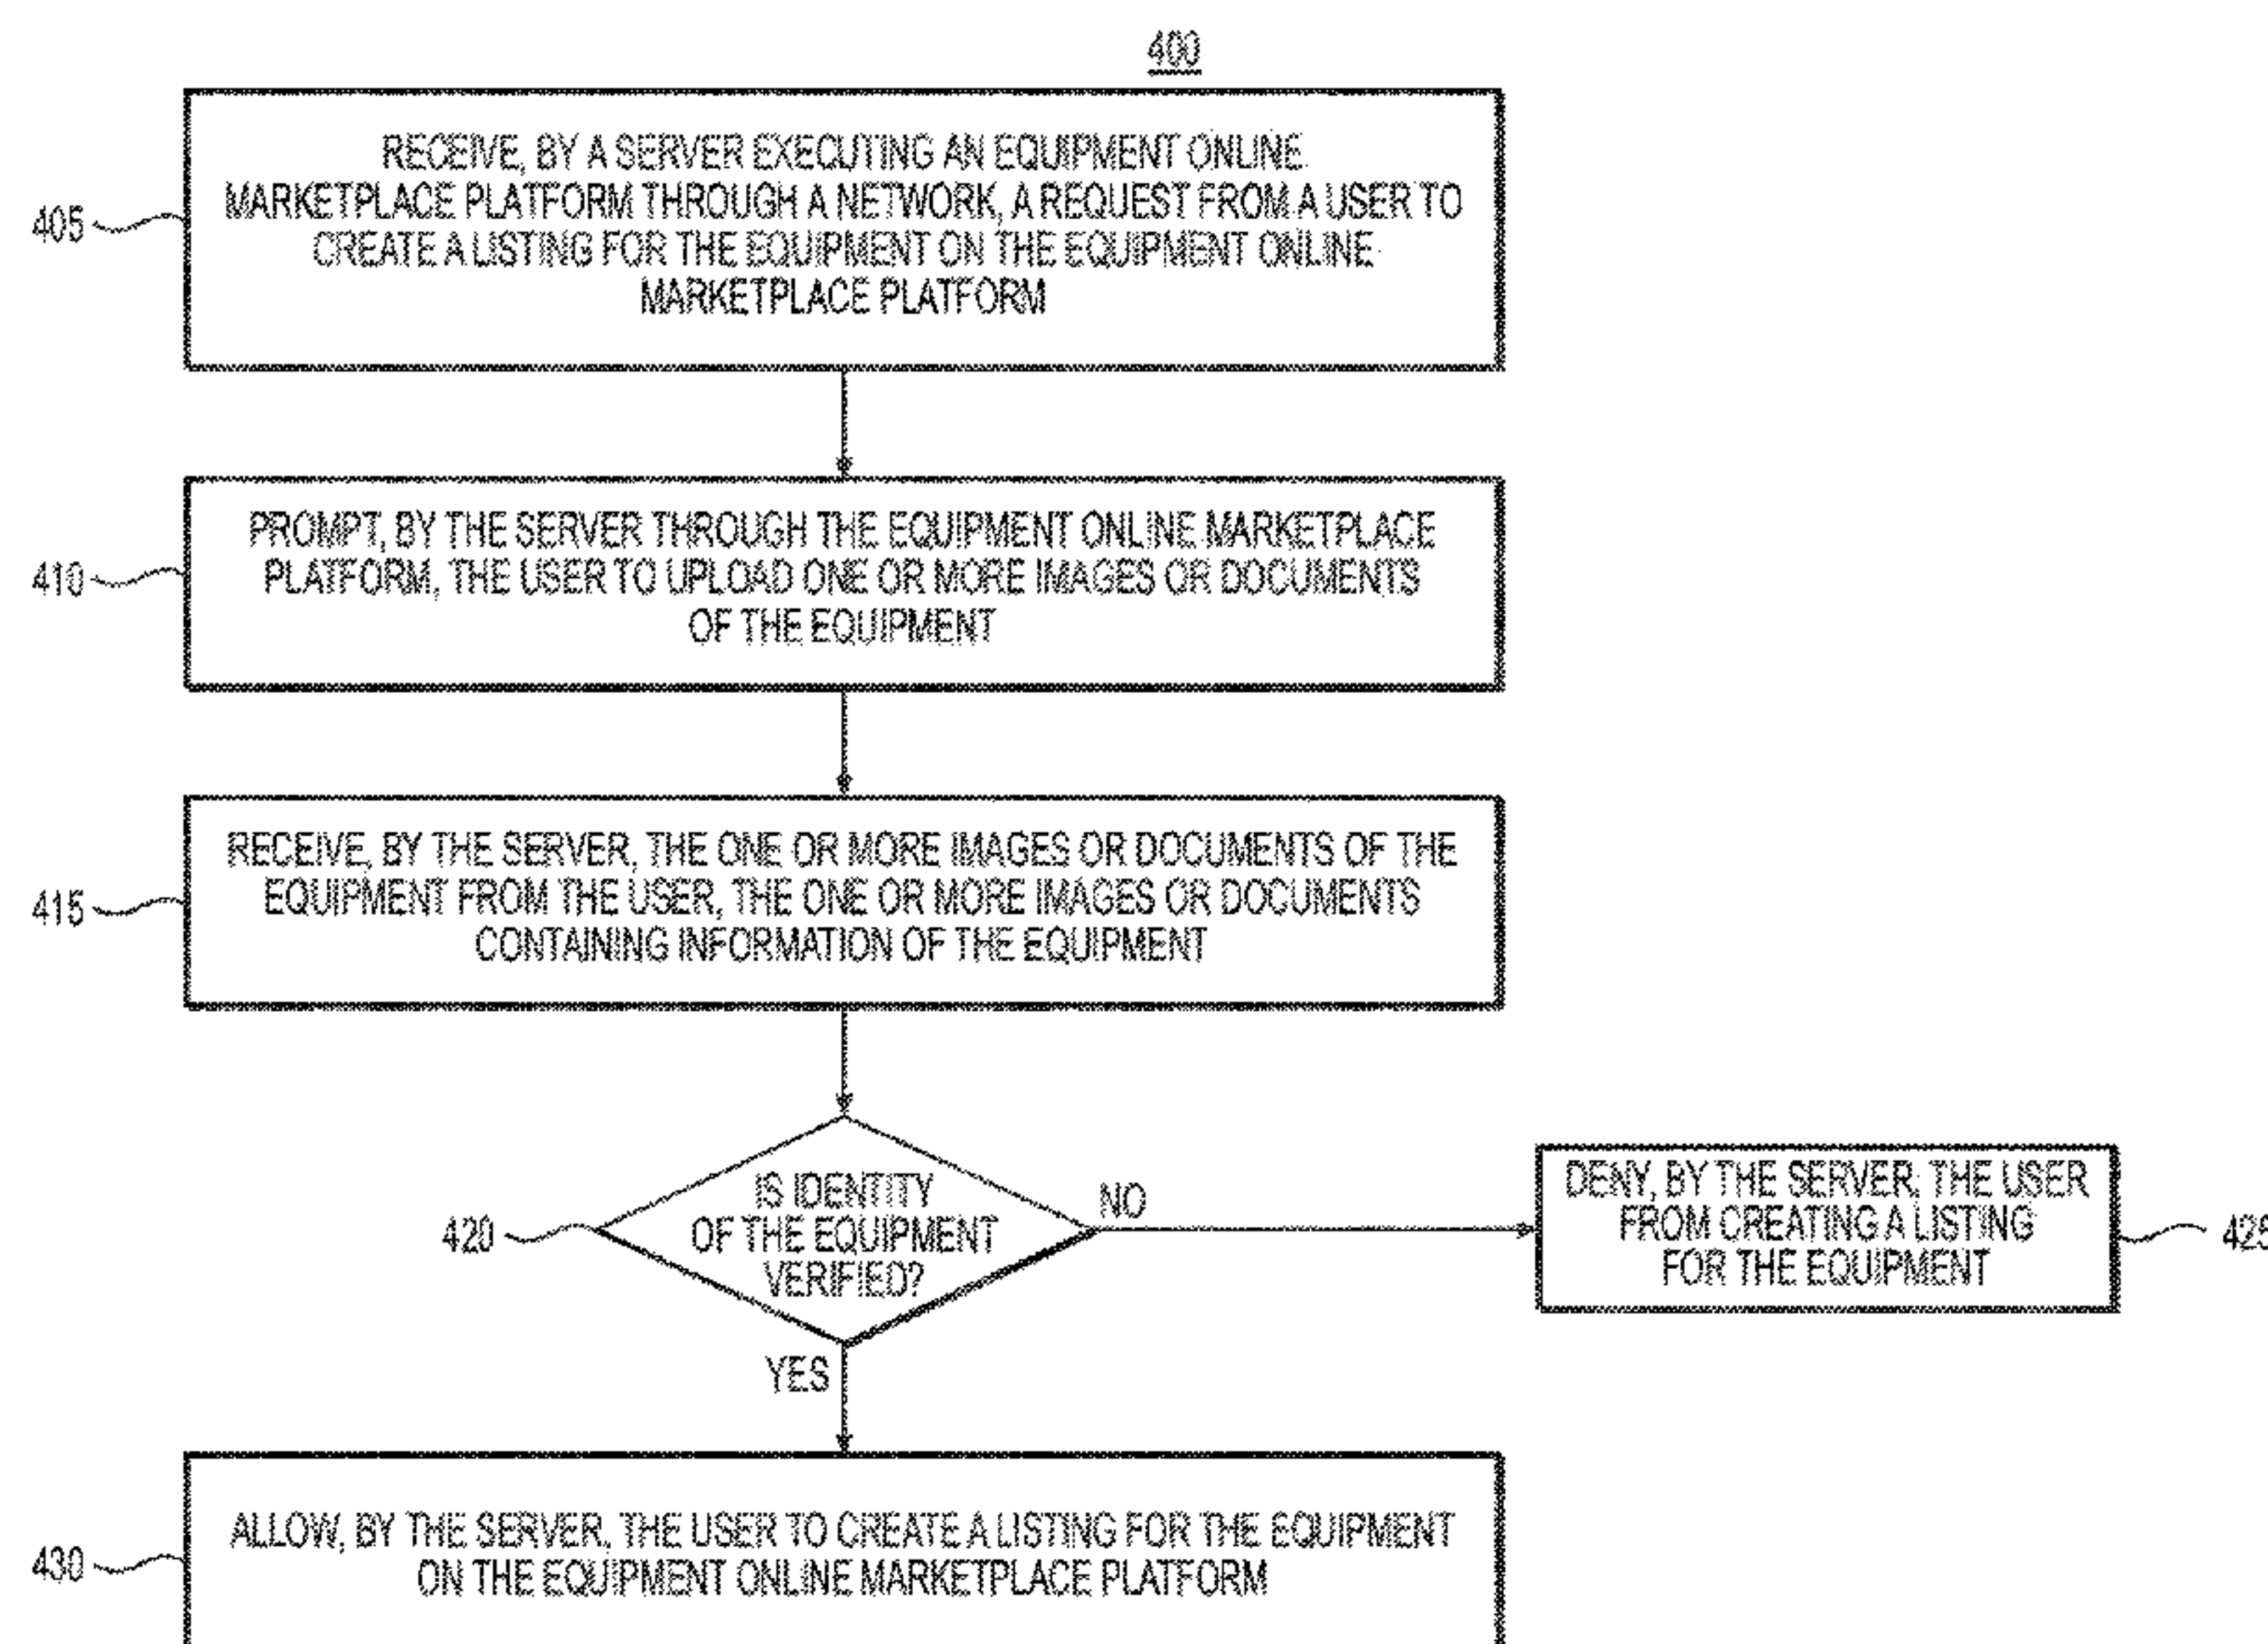 400
RECEIVE, BY A SERVER EXECUTING AN EQUIPMENT ONLINE
MARKETPLACE PLATFORM THROUGH A NETWORK, A REQUEST FROM A USER TO
CREATE A LISTING FOR THE EQUIPMENT ON THE EQUIPMENT ONLINE
MARKETPLACE PLATFORM
405
PROMPT, BY THE SERVER THROUGH THE EQUIPMENT ONLINE MARKETPLACE
PLATFORM, THE USER TO UPLOAD ONE OR MORE IMAGES OR DOCUMENTS
OF THE EQUIPMENT
410
RECEIVE, BY THE SERVER, THE ONE OR MORE IMAGES OR DOCUMENTS OF THE
EQUIPMENT FROM THE USER, THE ONE OR MORE IMAGES OR DOCUMENTS
CONTAINING INFORMATION OF THE EQUIPMENT
415
IS IDENTITY
OF THE EQUIPMENT
VERIFIED?
420
NO
DENY, BY THE SERVER, THE USER
FROM CREATING A LISTING
FOR THE EQUIPMENT
425
YES
ALLOW, BY THE SERVER, THE USER TO CREATE A LISTING FOR THE EQUIPMENT
ON THE EQUIPMENT ONLINE MARKETPLACE PLATFORM
430